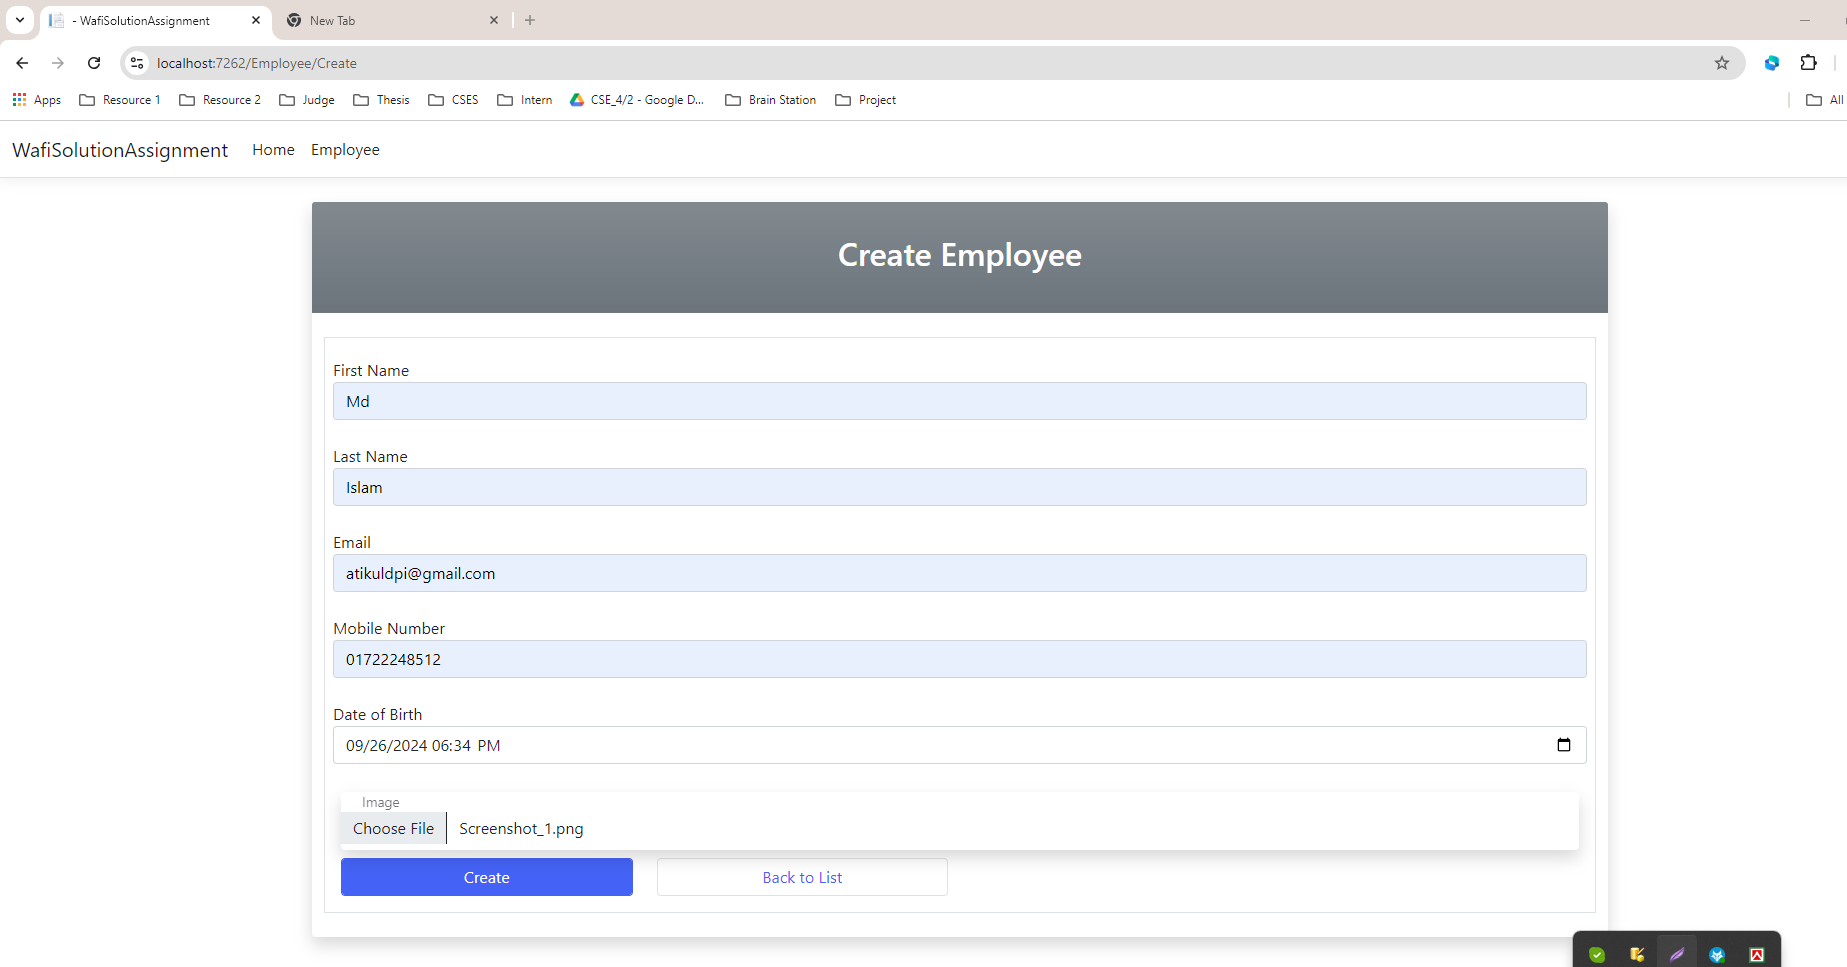 - WafiSolutionAssignment
New Tab
localhost:7262/Employee/Create
Apps Resource 1 Resource 2 Judge Thesis CSES Intern CSE_4/2 - Google D... Brain Station Project All
WafiSolutionAssignment Home Employee
Create Employee
First Name
Md
Last Name
Islam
Email
atikuldpi@gmail.com
Mobile Number
01722248512
Date of Birth
09/26/2024 06:34 PM
Image
Choose File Screenshot_1.png
Create Back to List